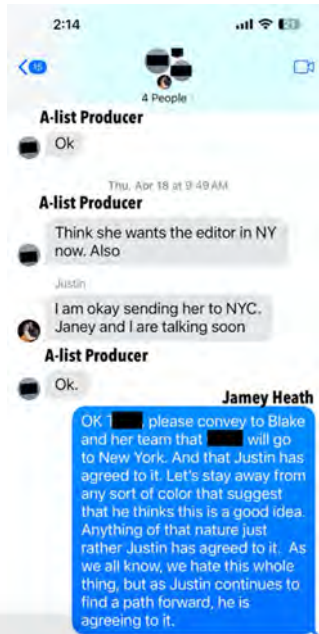 2:14
15
4 People
A-list Producer
Ok
Thu, Apr 18 at 9:49 AM
A-list Producer
Think she wants the editor in NY
now. Also
Justin
I am okay sending her to NYC.
Janey and I are talking soon
A-list Producer
Ok.
Jamey Heath
OK T , please convey to Blake
and her team that will go
to New York. And that Justin has
agreed to it. Let's stay away from
any sort of color that suggest
that he thinks this is a good idea.
Anything of that nature just
rather Justin has agreed to it. As
we all know, we hate this whole
thing, but as Justin continues to
find a path forward, he is
agreeing to it.